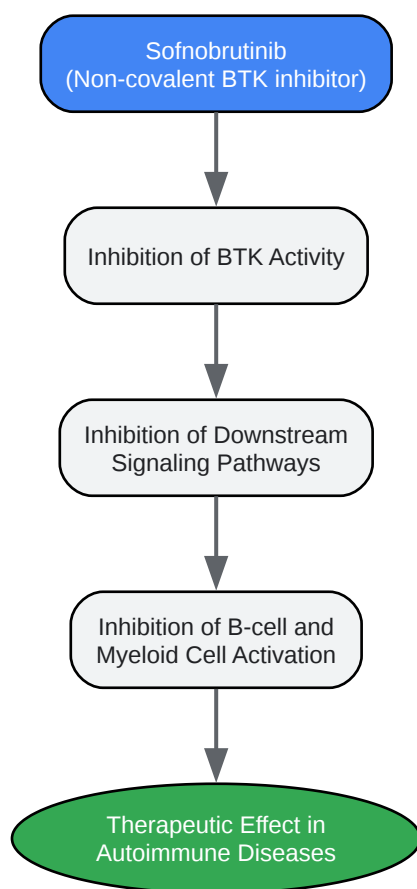 Sofnobrutinib
(Non-covalent BTK inhibitor)
Inhibition of BTK Activity
Inhibition of Downstream
Signaling Pathways
Inhibition of B-cell and
Myeloid Cell Activation
Therapeutic Effect in
Autoimmune Diseases